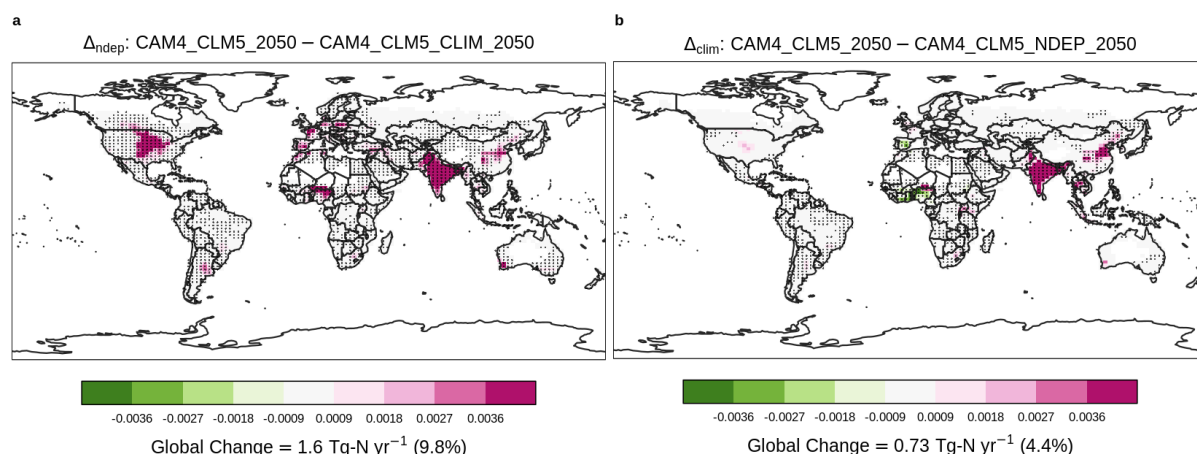 a
Δndep: CAM4_CLM5_2050 − CAM4_CLM5_CLIM_2050
-0.0036 -0.0027 -0.0018 -0.0009 0.0009 0.0018 0.0027 0.0036
Global Change = 1.6 Tg-N yr⁻¹ (9.8%)
b
Δclim: CAM4_CLM5_2050 − CAM4_CLM5_NDEP_2050
-0.0036 -0.0027 -0.0018 -0.0009 0.0009 0.0018 0.0027 0.0036
Global Change = 0.73 Tg-N yr⁻¹ (4.4%)